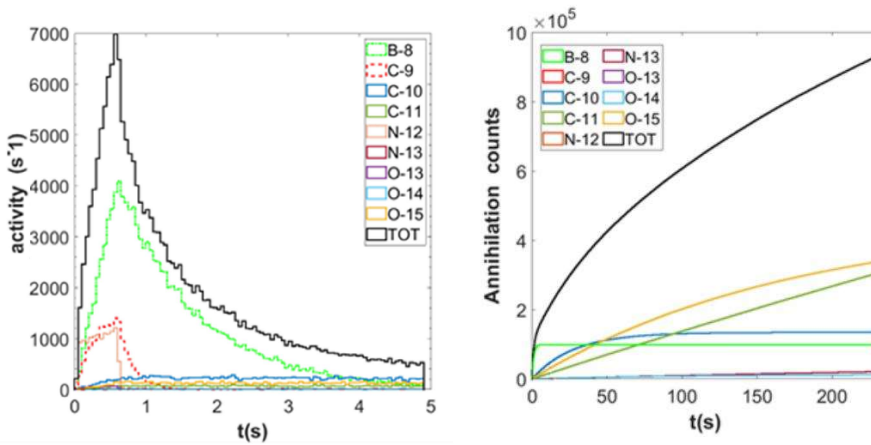 7000
6000
5000
4000
3000
2000
1000
0
activity (s⁻1)
B-8
C-9
C-10
C-11
N-12
N-13
O-13
O-14
O-15
TOT
0 1 2 3 4 5
t(s)
×10⁵
10
8
6
4
2
0
Annihilation counts
B-8 N-13
C-9 O-13
C-10 O-14
C-11 O-15
N-12 TOT
0 50 100 150 200
t(s)